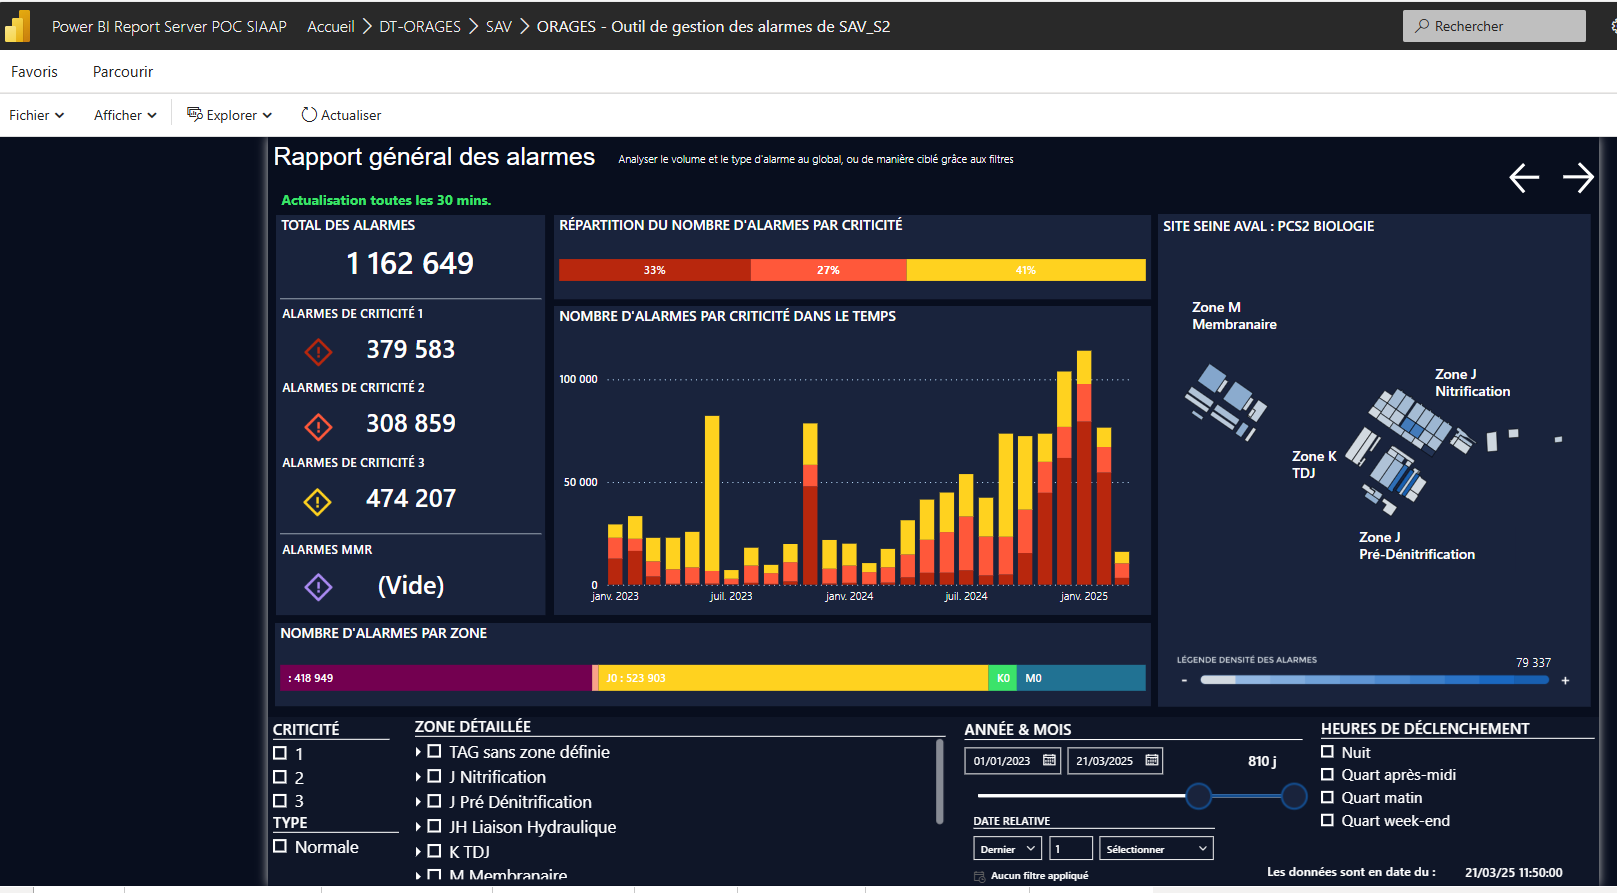 Power BI Report Server POC SIAAP Accueil > DT-ORAGES > SAV > ORAGES - Outil de gestion des alarmes de SAV_S2
Rechercher
Favoris Parcourir
Fichier Afficher Explorer Actualiser
Rapport général des alarmes
Analyser le volume et le type d'alarme au global, ou de manière ciblé grâce aux filtres
Actualisation toutes les 30 mins.
TOTAL DES ALARMES
1 162 649
ALARMES DE CRITICITÉ 1
379 583
ALARMES DE CRITICITÉ 2
308 859
ALARMES DE CRITICITÉ 3
474 207
ALARMES MMR
(Vide)
RÉPARTITION DU NOMBRE D'ALARMES PAR CRITICITÉ
33% 27% 41%
NOMBRE D'ALARMES PAR CRITICITÉ DANS LE TEMPS
100 000
50 000
0
janv. 2023 juil. 2023 janv. 2024 juil. 2024 janv. 2025
SITE SEINE AVAL : PCS2 BIOLOGIE
Zone M
Membranaire
Zone J
Nitrification
Zone K
TDJ
Zone J
Pré-Dénitrification
LÉGENDE DENSITÉ DES ALARMES
79 337
- +
NOMBRE D'ALARMES PAR ZONE
: 418 949 J0 : 523 903 K0 M0
CRITICITÉ
1
2
3
TYPE
Normale
ZONE DÉTAILLÉE
TAG sans zone définie
J Nitrification
J Pré Dénitrification
JH Liaison Hydraulique
K TDJ
M Membranaire
ANNÉE & MOIS
01/01/2023 21/03/2025 810 j
DATE RELATIVE
Dernier 1 Sélectionner
Aucun filtre appliqué
HEURES DE DÉCLENCHEMENT
Nuit
Quart après-midi
Quart matin
Quart week-end
Les données sont en date du : 21/03/25 11:50:00